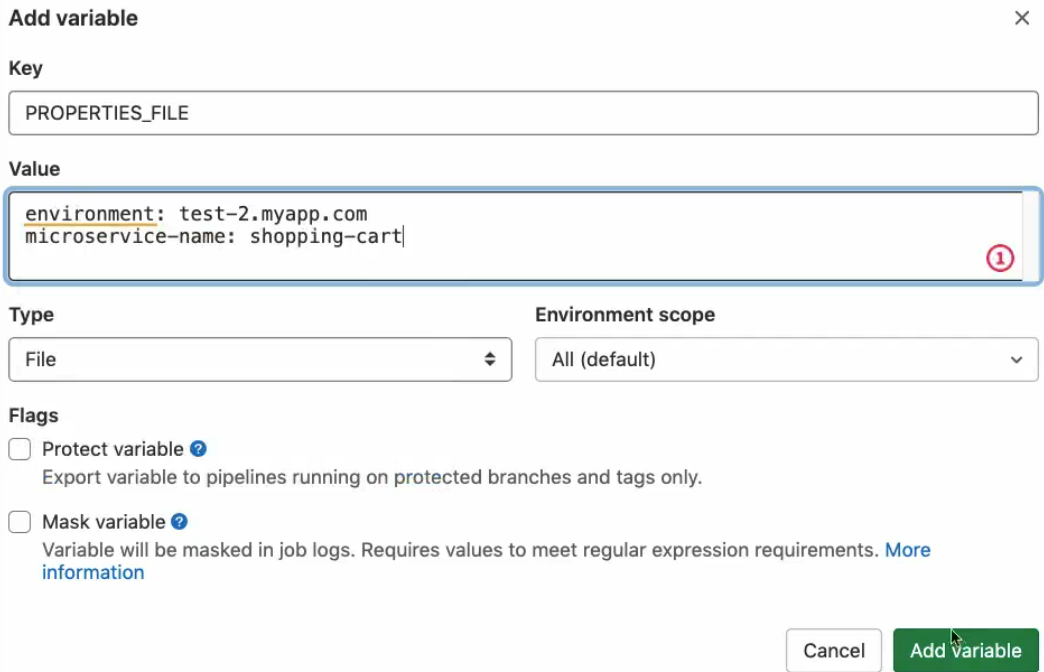 Add variable
Key
PROPERTIES_FILE
Value
environment: test-2.myapp.com
microservice-name: shopping-cart
1
Type
Environment scope
File
All (default)
Flags
Protect variable ?
Export variable to pipelines running on protected branches and tags only.
Mask variable ?
Variable will be masked in job logs. Requires values to meet regular expression requirements. More
information
Cancel
Add variable